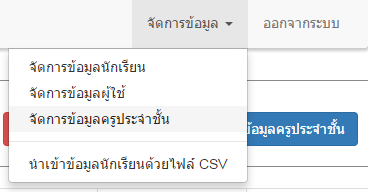 จัดการข้อมูล ออกจากระบบ
จัดการข้อมูลนักเรียน
จัดการข้อมูลผู้ใช้
จัดการข้อมูลครูประจำชั้น
ข้อมูลครูประจำชั้น
นำเข้าข้อมูลนักเรียนด้วยไฟล์ CSV